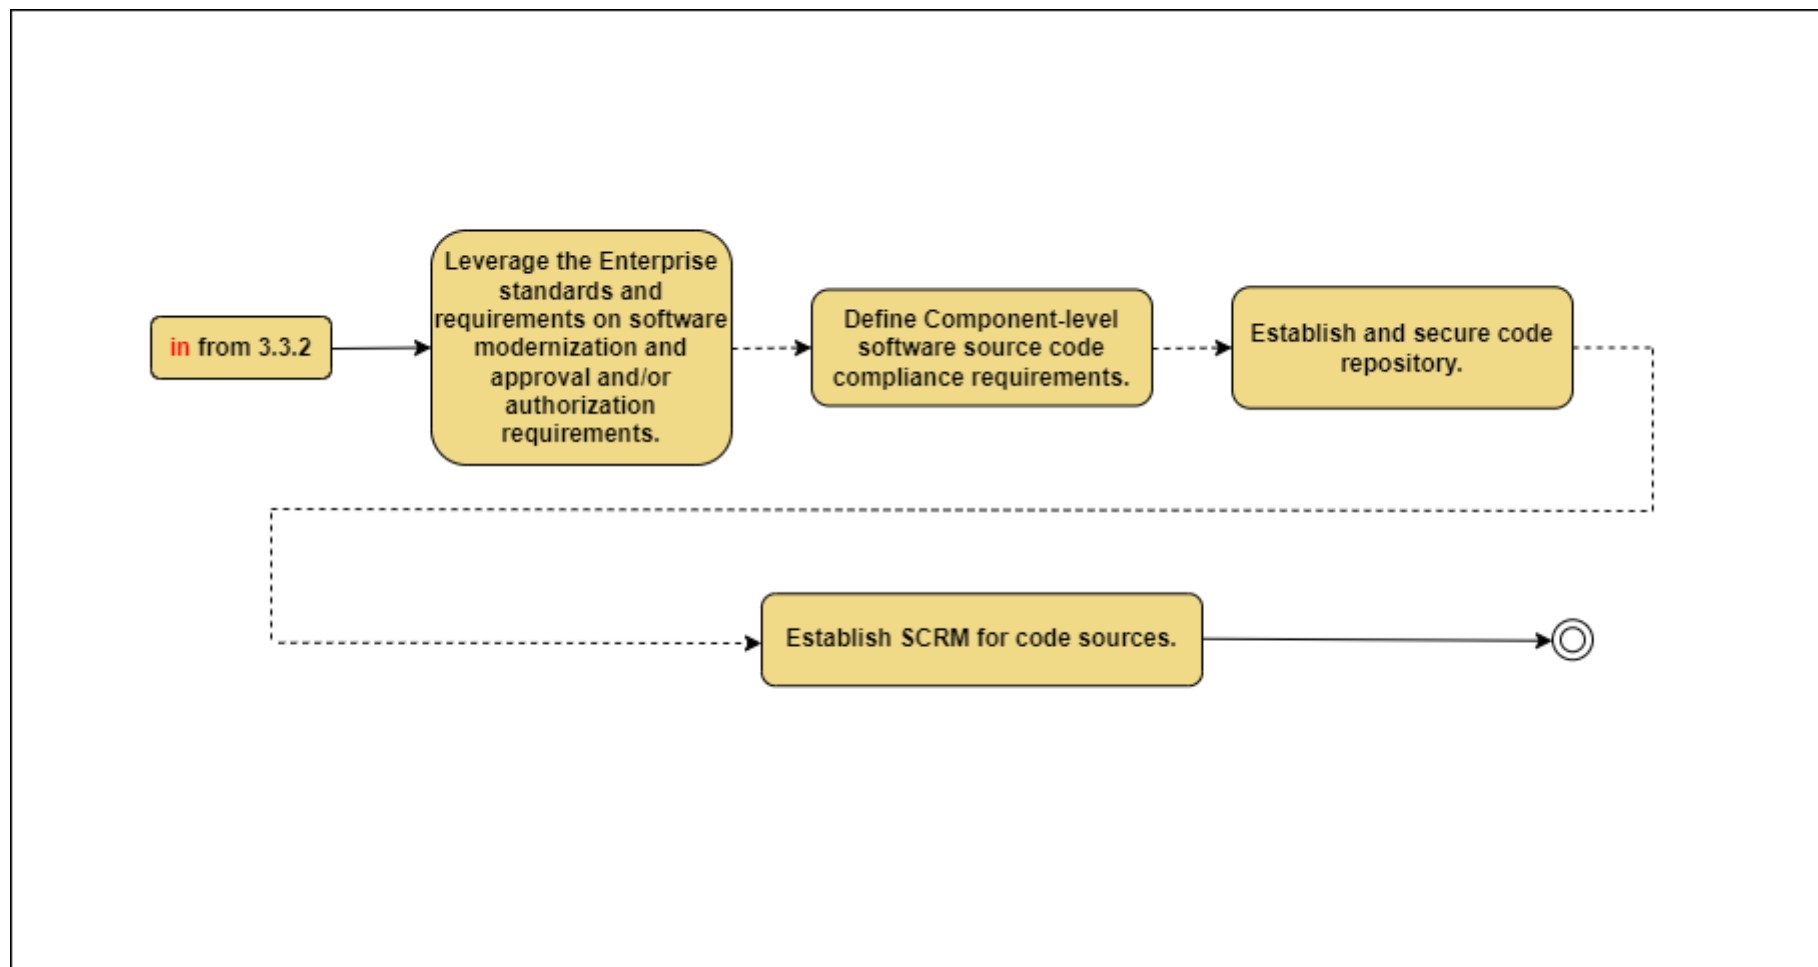 in from 3.3.2
Leverage the Enterprise
standards and
requirements on software
modernization and
approval and/or
authorization
requirements.
Define Component-level
software source code
compliance requirements.
Establish and secure code
repository.
Establish SCRM for code sources.